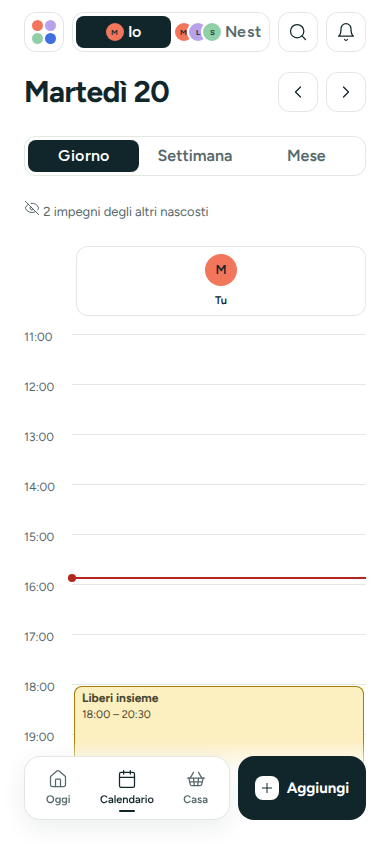 M Io M L S Nest
Martedì 20
Giorno Settimana Mese
2 impegni degli altri nascosti
M
Tu
11:00
12:00
13:00
14:00
15:00
16:00
17:00
18:00
Liberi insieme
18:00 – 20:30
19:00
Oggi Calendario Casa
Aggiungi